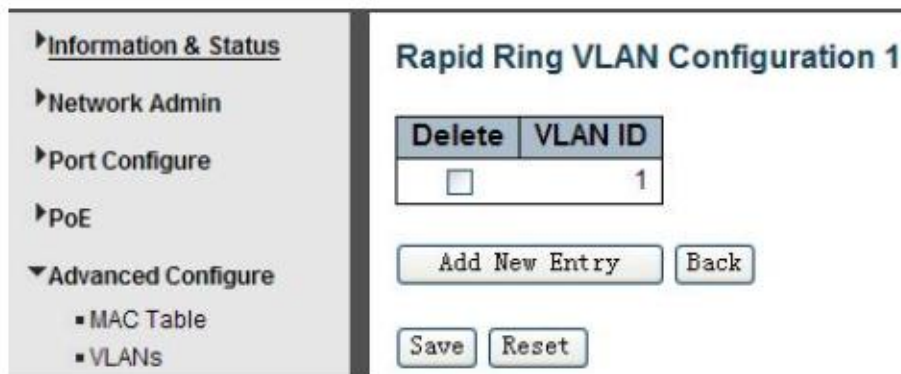 Information & Status
Network Admin
Port Configure
PoE
Advanced Configure
MAC Table
VLANs
Rapid Ring VLAN Configuration 1
Delete VLAN ID
1
Add New Entry Back
Save Reset